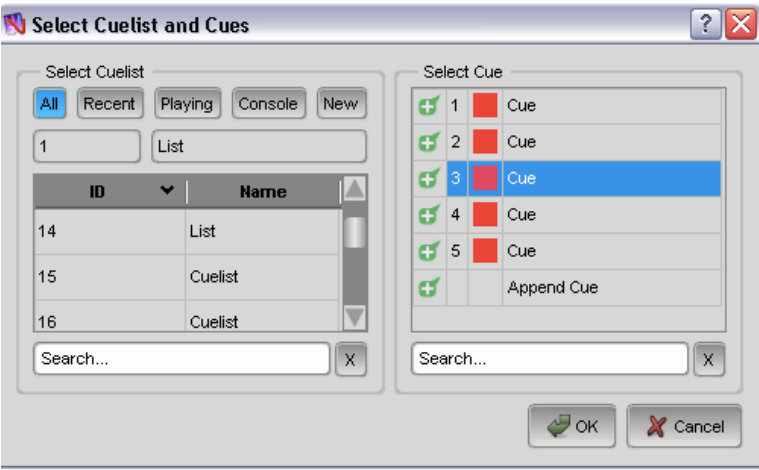 Select Cuelist and Cues
?
X
Select Cuelist
All Recent Playing Console New
1 List
ID Name
14 List
15 Cuelist
16 Cuelist
Search... X
Select Cue
1 Cue
2 Cue
3 Cue
4 Cue
5 Cue
Append Cue
Search... X
OK Cancel